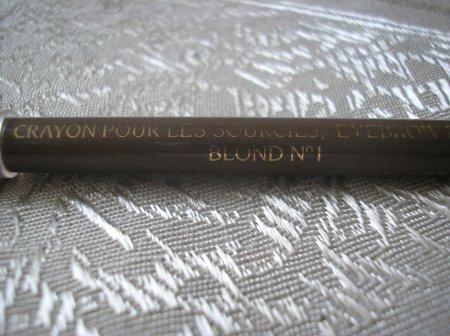 CRAYON POUR LES SOURCILS, EYEBROW
BLOND N°1